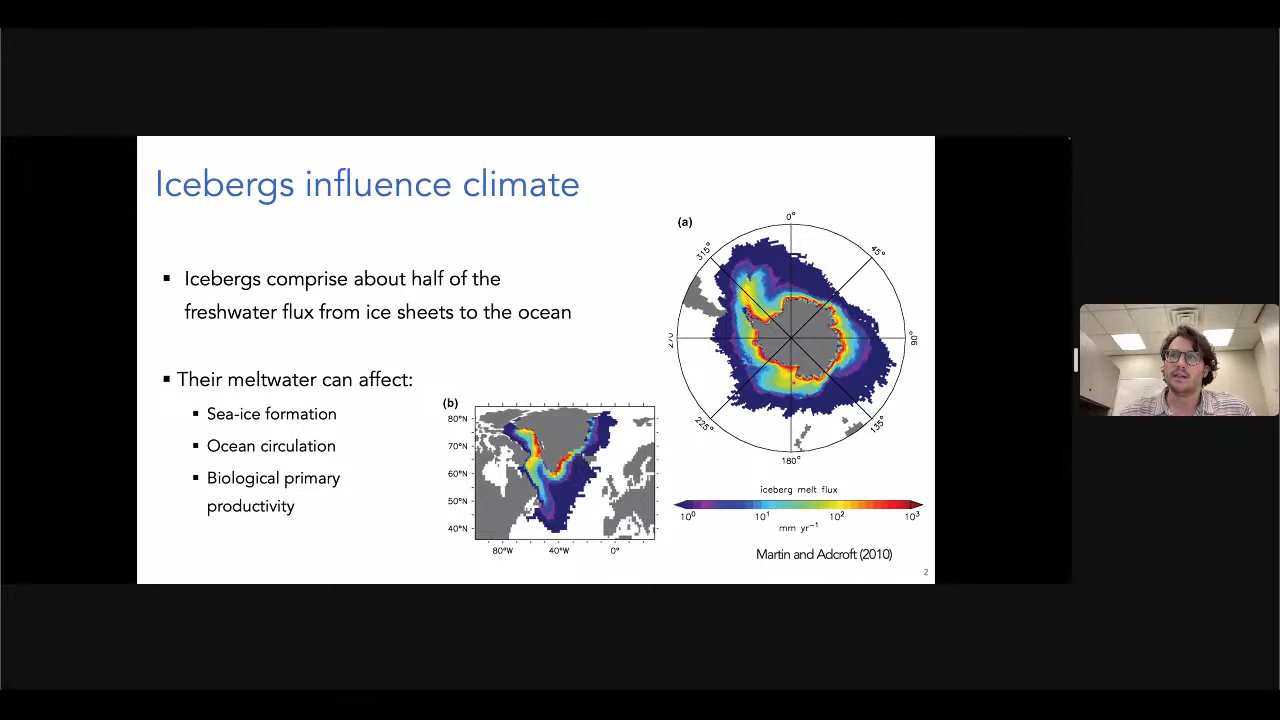 Icebergs influence climate
▪ Icebergs comprise about half of the
freshwater flux from ice sheets to the ocean
▪ Their meltwater can affect:
▪ Sea-ice formation
▪ Ocean circulation
▪ Biological primary
productivity
(a)
0°
45°
90°
135°
180°
225°
270
315°
(b)
80°N
70°N
60°N
50°N
40°N
80°W 40°W 0°
iceberg melt flux
10⁰ 10¹ 10² 10³
mm yr⁻¹
Martin and Adcroft (2010)
2